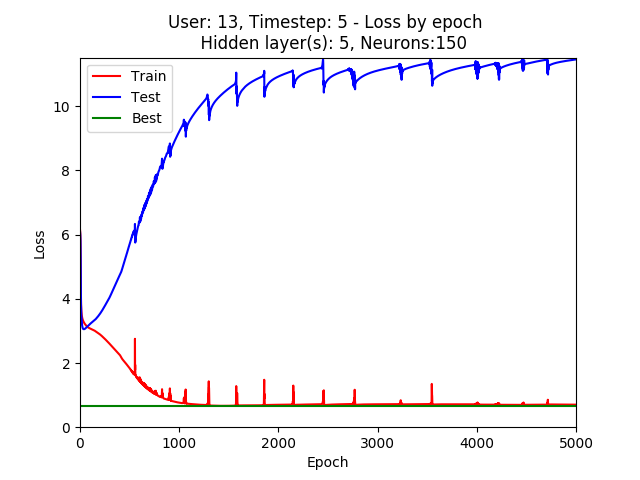 User: 13, Timestep: 5 - Loss by epoch
Hidden layer(s): 5, Neurons:150
Train
Test
Best
Loss
10
8
6
4
2
0
0 1000 2000 3000 4000 5000
Epoch